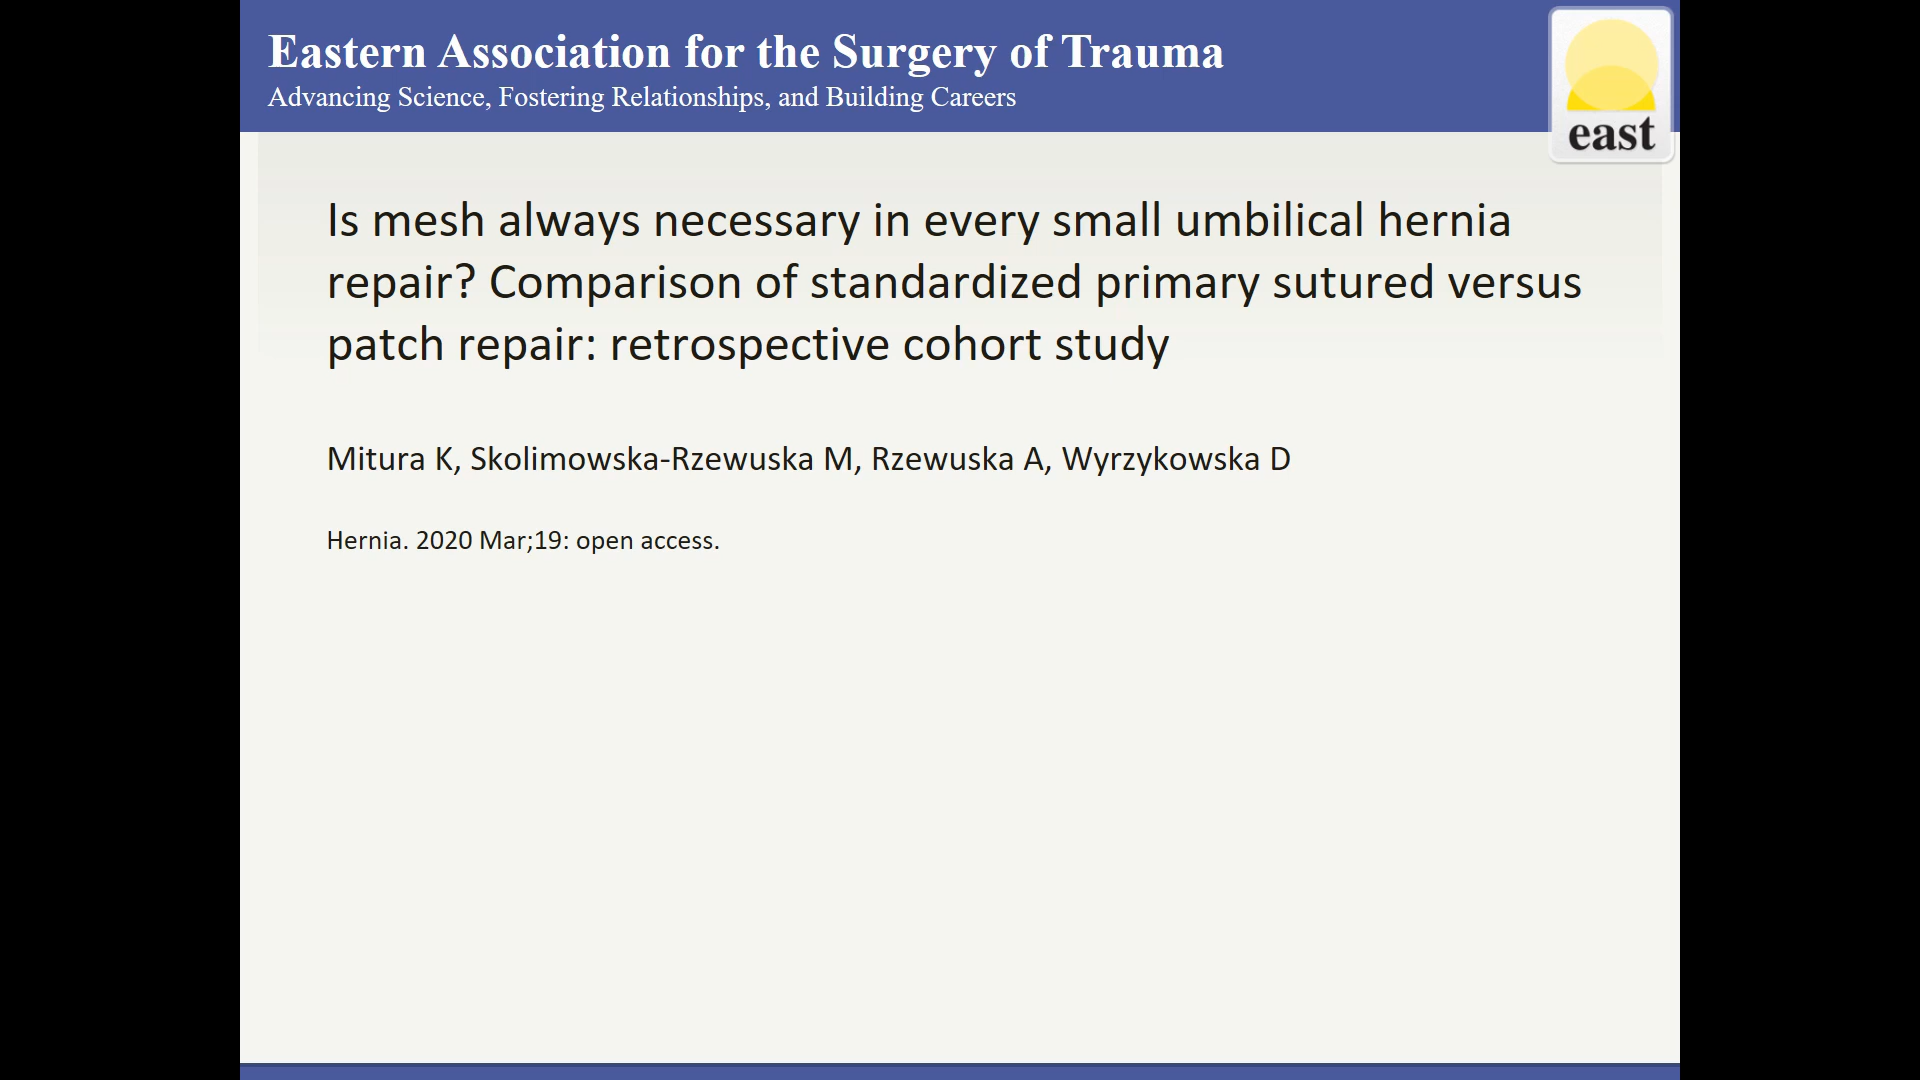 Eastern Association for the Surgery of Trauma
Advancing Science, Fostering Relationships, and Building Careers
east
Is mesh always necessary in every small umbilical hernia
repair? Comparison of standardized primary sutured versus
patch repair: retrospective cohort study
Mitura K, Skolimowska-Rzewuska M, Rzewuska A, Wyrzykowska D
Hernia. 2020 Mar;19: open access.